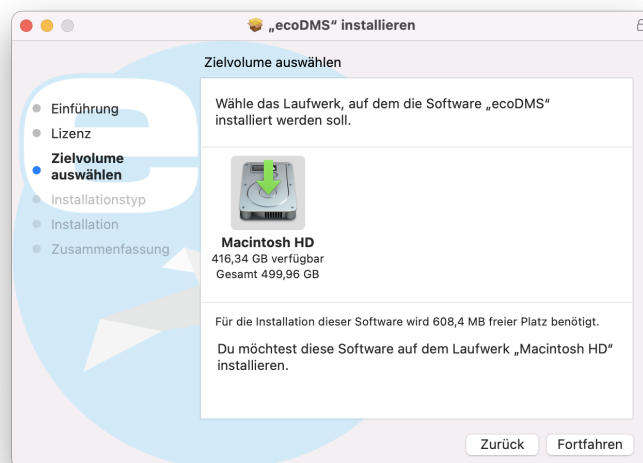 „ecoDMS“ installieren
Zielvolume auswählen
Einführung
Lizenz
Zielvolume
auswählen
Installationstyp
Installation
Zusammenfassung
Wähle das Laufwerk, auf dem die Software „ecoDMS“
installiert werden soll.
Macintosh HD
416,34 GB verfügbar
Gesamt 499,96 GB
Für die Installation dieser Software wird 608,4 MB freier Platz benötigt.
Du möchtest diese Software auf dem Laufwerk „Macintosh HD“
installieren.
Zurück
Fortfahren